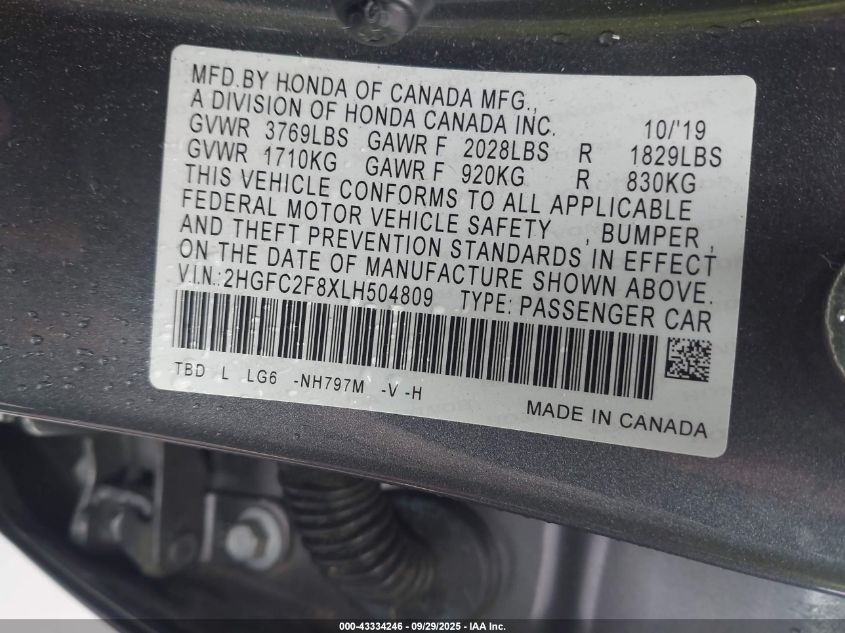 MFD.BY HONDA OF CANADA MFG.,
A DIVISION OF HONDA CANADA INC. 10/'19
GVWR 3769LBS GAWR F 2028LBS R 1829LBS
GVWR 1710KG GAWR F 920KG R 830KG
THIS VEHICLE CONFORMS TO ALL APPLICABLE
FEDERAL MOTOR VEHICLE SAFETY , BUMPER ,
AND THEFT PREVENTION STANDARDS IN EFFECT
ON THE DATE OF MANUFACTURE SHOWN ABOVE.
V.I.N.:2HGFC2F8XLH504809 TYPE: PASSENGER CAR
TBD L LG6 -NH797M -V -H
MADE IN CANADA
000-43334246 - 09/29/2025 - IAA Inc.